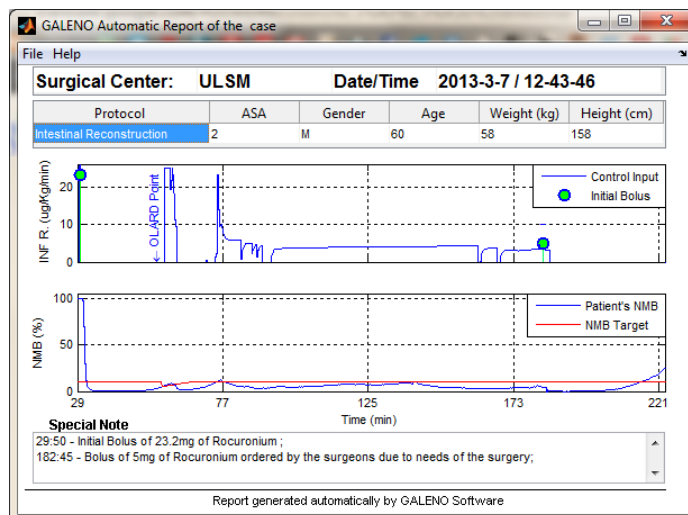 GALENO Automatic Report of the case
File Help
Surgical Center: ULSM Date/Time 2013-3-7 / 12-43-46
Protocol ASA Gender Age Weight (kg) Height (cm)
Intestinal Reconstruction 2 M 60 58 158
INF R. (ug/Kg/min)
20
10
0
← OLARD Point
Control Input
Initial Bolus
NMB (%)
100
50
0
Patient's NMB
NMB Target
29 77 125 173 221
Time (min)
Special Note
29:50 - Initial Bolus of 23.2mg of Rocuronium ;
182:45 - Bolus of 5mg of Rocuronium ordered by the surgeons due to needs of the surgery;
Report generated automatically by GALENO Software